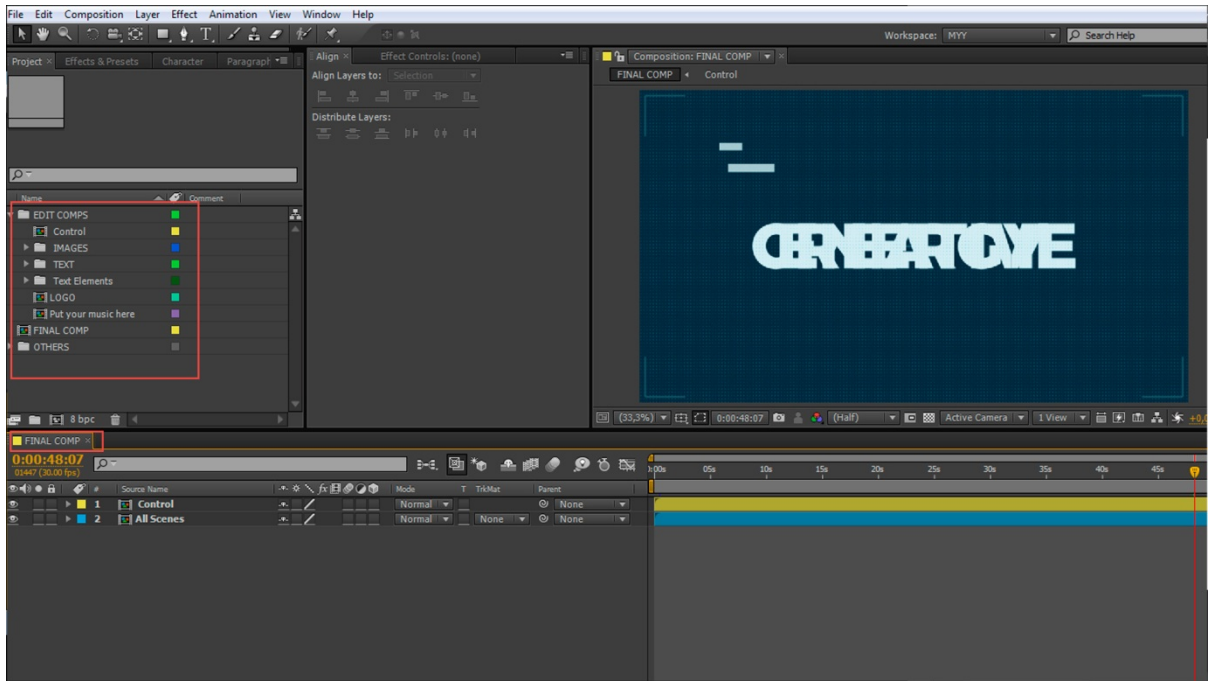 File Edit Composition Layer Effect Animation View Window Help
Workspace: MYY Search Help
Project × Effects & Presets Character Paragraph
Align × Effect Controls: (none)
Composition: FINAL COMP ×
FINAL COMP Control
Align Layers to: Selection
Distribute Layers:
Name Comment
EDIT COMPS
Control
IMAGES
TEXT
Text Elements
LOGO
Put your music here
FINAL COMP
OTHERS
8 bpc
(33,3%) 0:00:48:07 (Half) Active Camera 1 View +0,0
FINAL COMP ×
0:00:48:07
01447 (30.00 fps)
05s 10s 15s 20s 25s 30s 35s 40s 45s
# Source Name Mode T TrkMat Parent
1 Control Normal None
2 All Scenes Normal None None